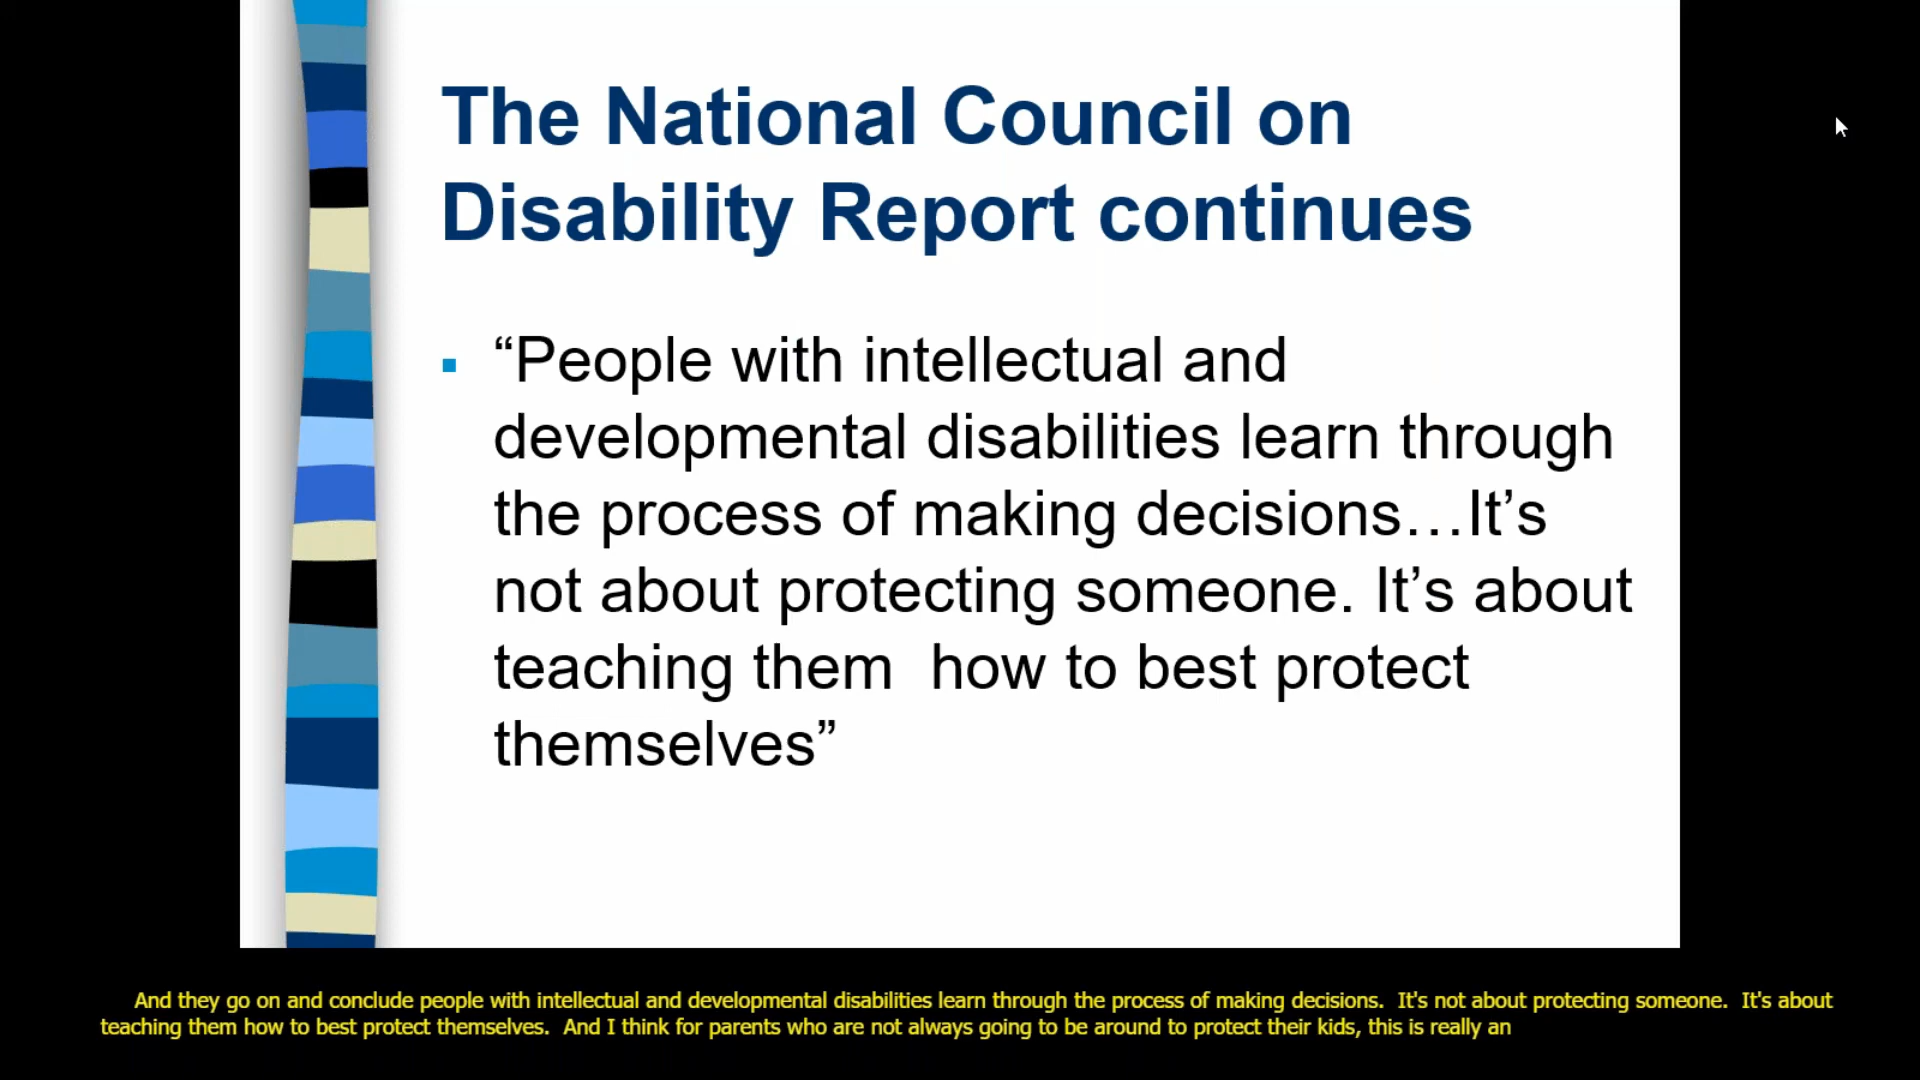 The National Council on
Disability Report continues
“People with intellectual and
developmental disabilities learn through
the process of making decisions…It’s
not about protecting someone. It’s about
teaching them  how to best protect
themselves”
And they go on and conclude people with intellectual and developmental disabilities learn through the process of making decisions.  It's not about protecting someone.  It's about
teaching them how to best protect themselves.  And I think for parents who are not always going to be around to protect their kids, this is really an